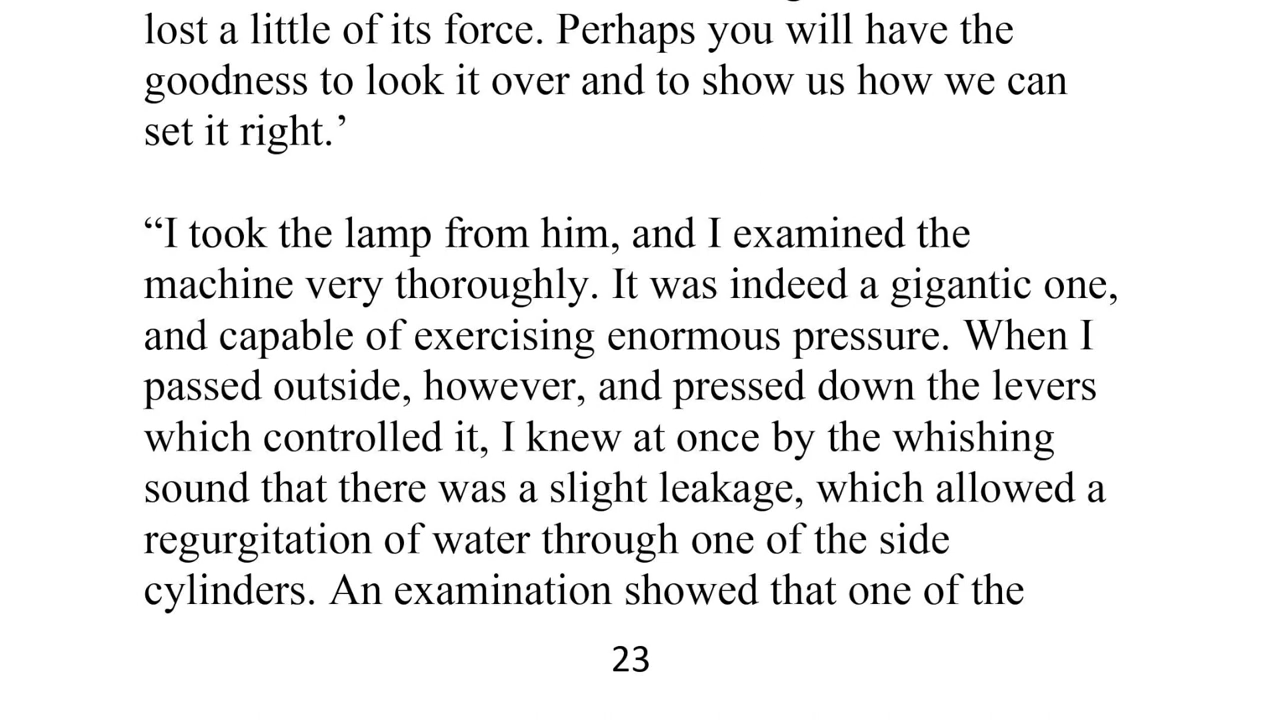 lost a little of its force. Perhaps you will have the
goodness to look it over and to show us how we can
set it right.’
“I took the lamp from him, and I examined the
machine very thoroughly. It was indeed a gigantic one,
and capable of exercising enormous pressure. When I
passed outside, however, and pressed down the levers
which controlled it, I knew at once by the whishing
sound that there was a slight leakage, which allowed a
regurgitation of water through one of the side
cylinders. An examination showed that one of the
23